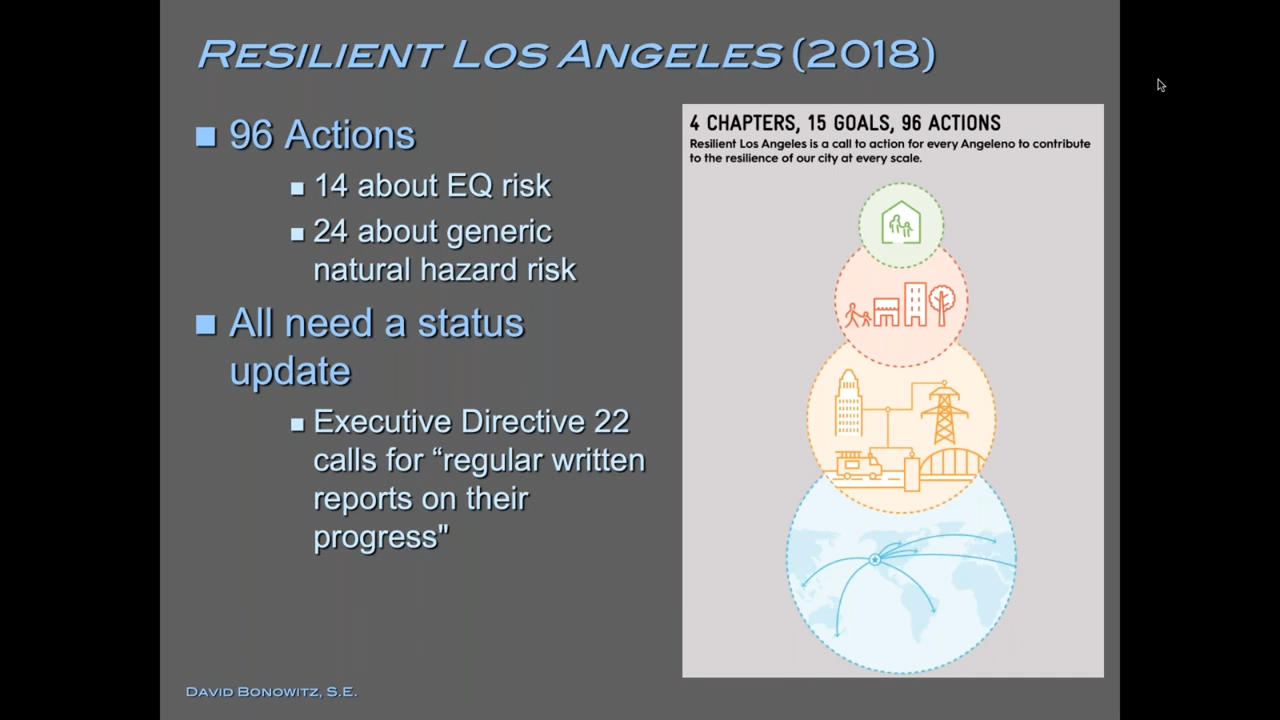 RESILIENT LOS ANGELES (2018)
96 Actions
14 about EQ risk
24 about generic
natural hazard risk
All need a status
update
Executive Directive 22
calls for “regular written
reports on their
progress"
4 CHAPTERS, 15 GOALS, 96 ACTIONS
Resilient Los Angeles is a call to action for every Angeleno to contribute
to the resilience of our city at every scale.
DAVID BONOWITZ, S.E.